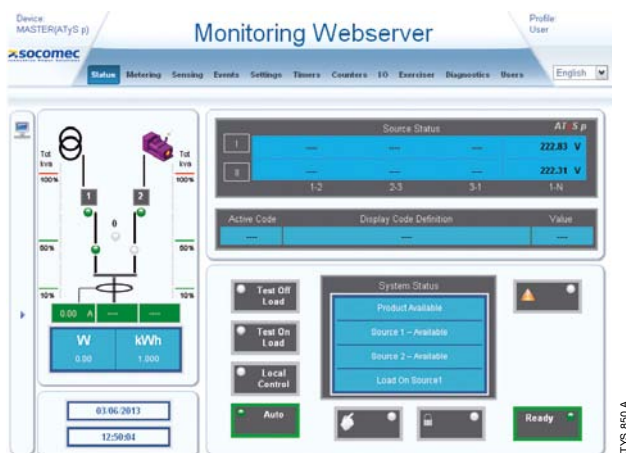 Device:
MASTER(ATyS p)
Monitoring Webserver
Profile:
User
socomec
Status Metering Sensing Events Settings Timers Counters IO Exerciser Diagnostics Users
English
Tot kva
100%
50%
10%
Tot kva
100%
50%
10%
1
2
0
0.00 A --- ---
W kWh
0.00 1.000
03/06/2013
12:50:04
Source Status
ATyS p
I --- --- --- 222.83 V
II --- --- --- 222.31 V
1-2 2-3 3-1 1-N
Active Code Display Code Definition Value
--- --- ---
Test Off Load
Test On Load
Local Control
Auto
System Status
Product Available
Source 1 – Available
Source 2 – Available
Load On Source1
Ready